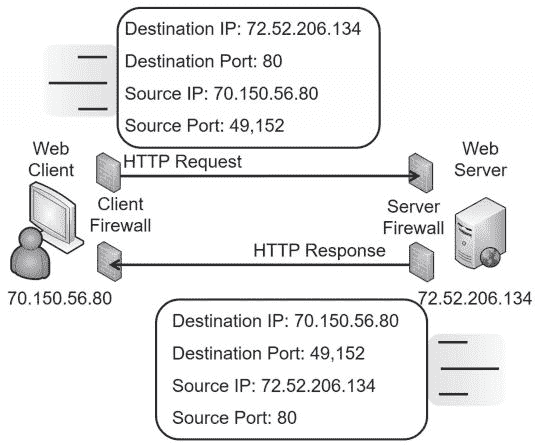 Destination IP: 72.52.206.134
Destination Port: 80
Source IP: 70.150.56.80
Source Port: 49,152
Web
Client
HTTP Request
Web
Server
Client
Firewall
Server
Firewall
HTTP Response
70.150.56.80
72.52.206.134
Destination IP: 70.150.56.80
Destination Port: 49,152
Source IP: 72.52.206.134
Source Port: 80